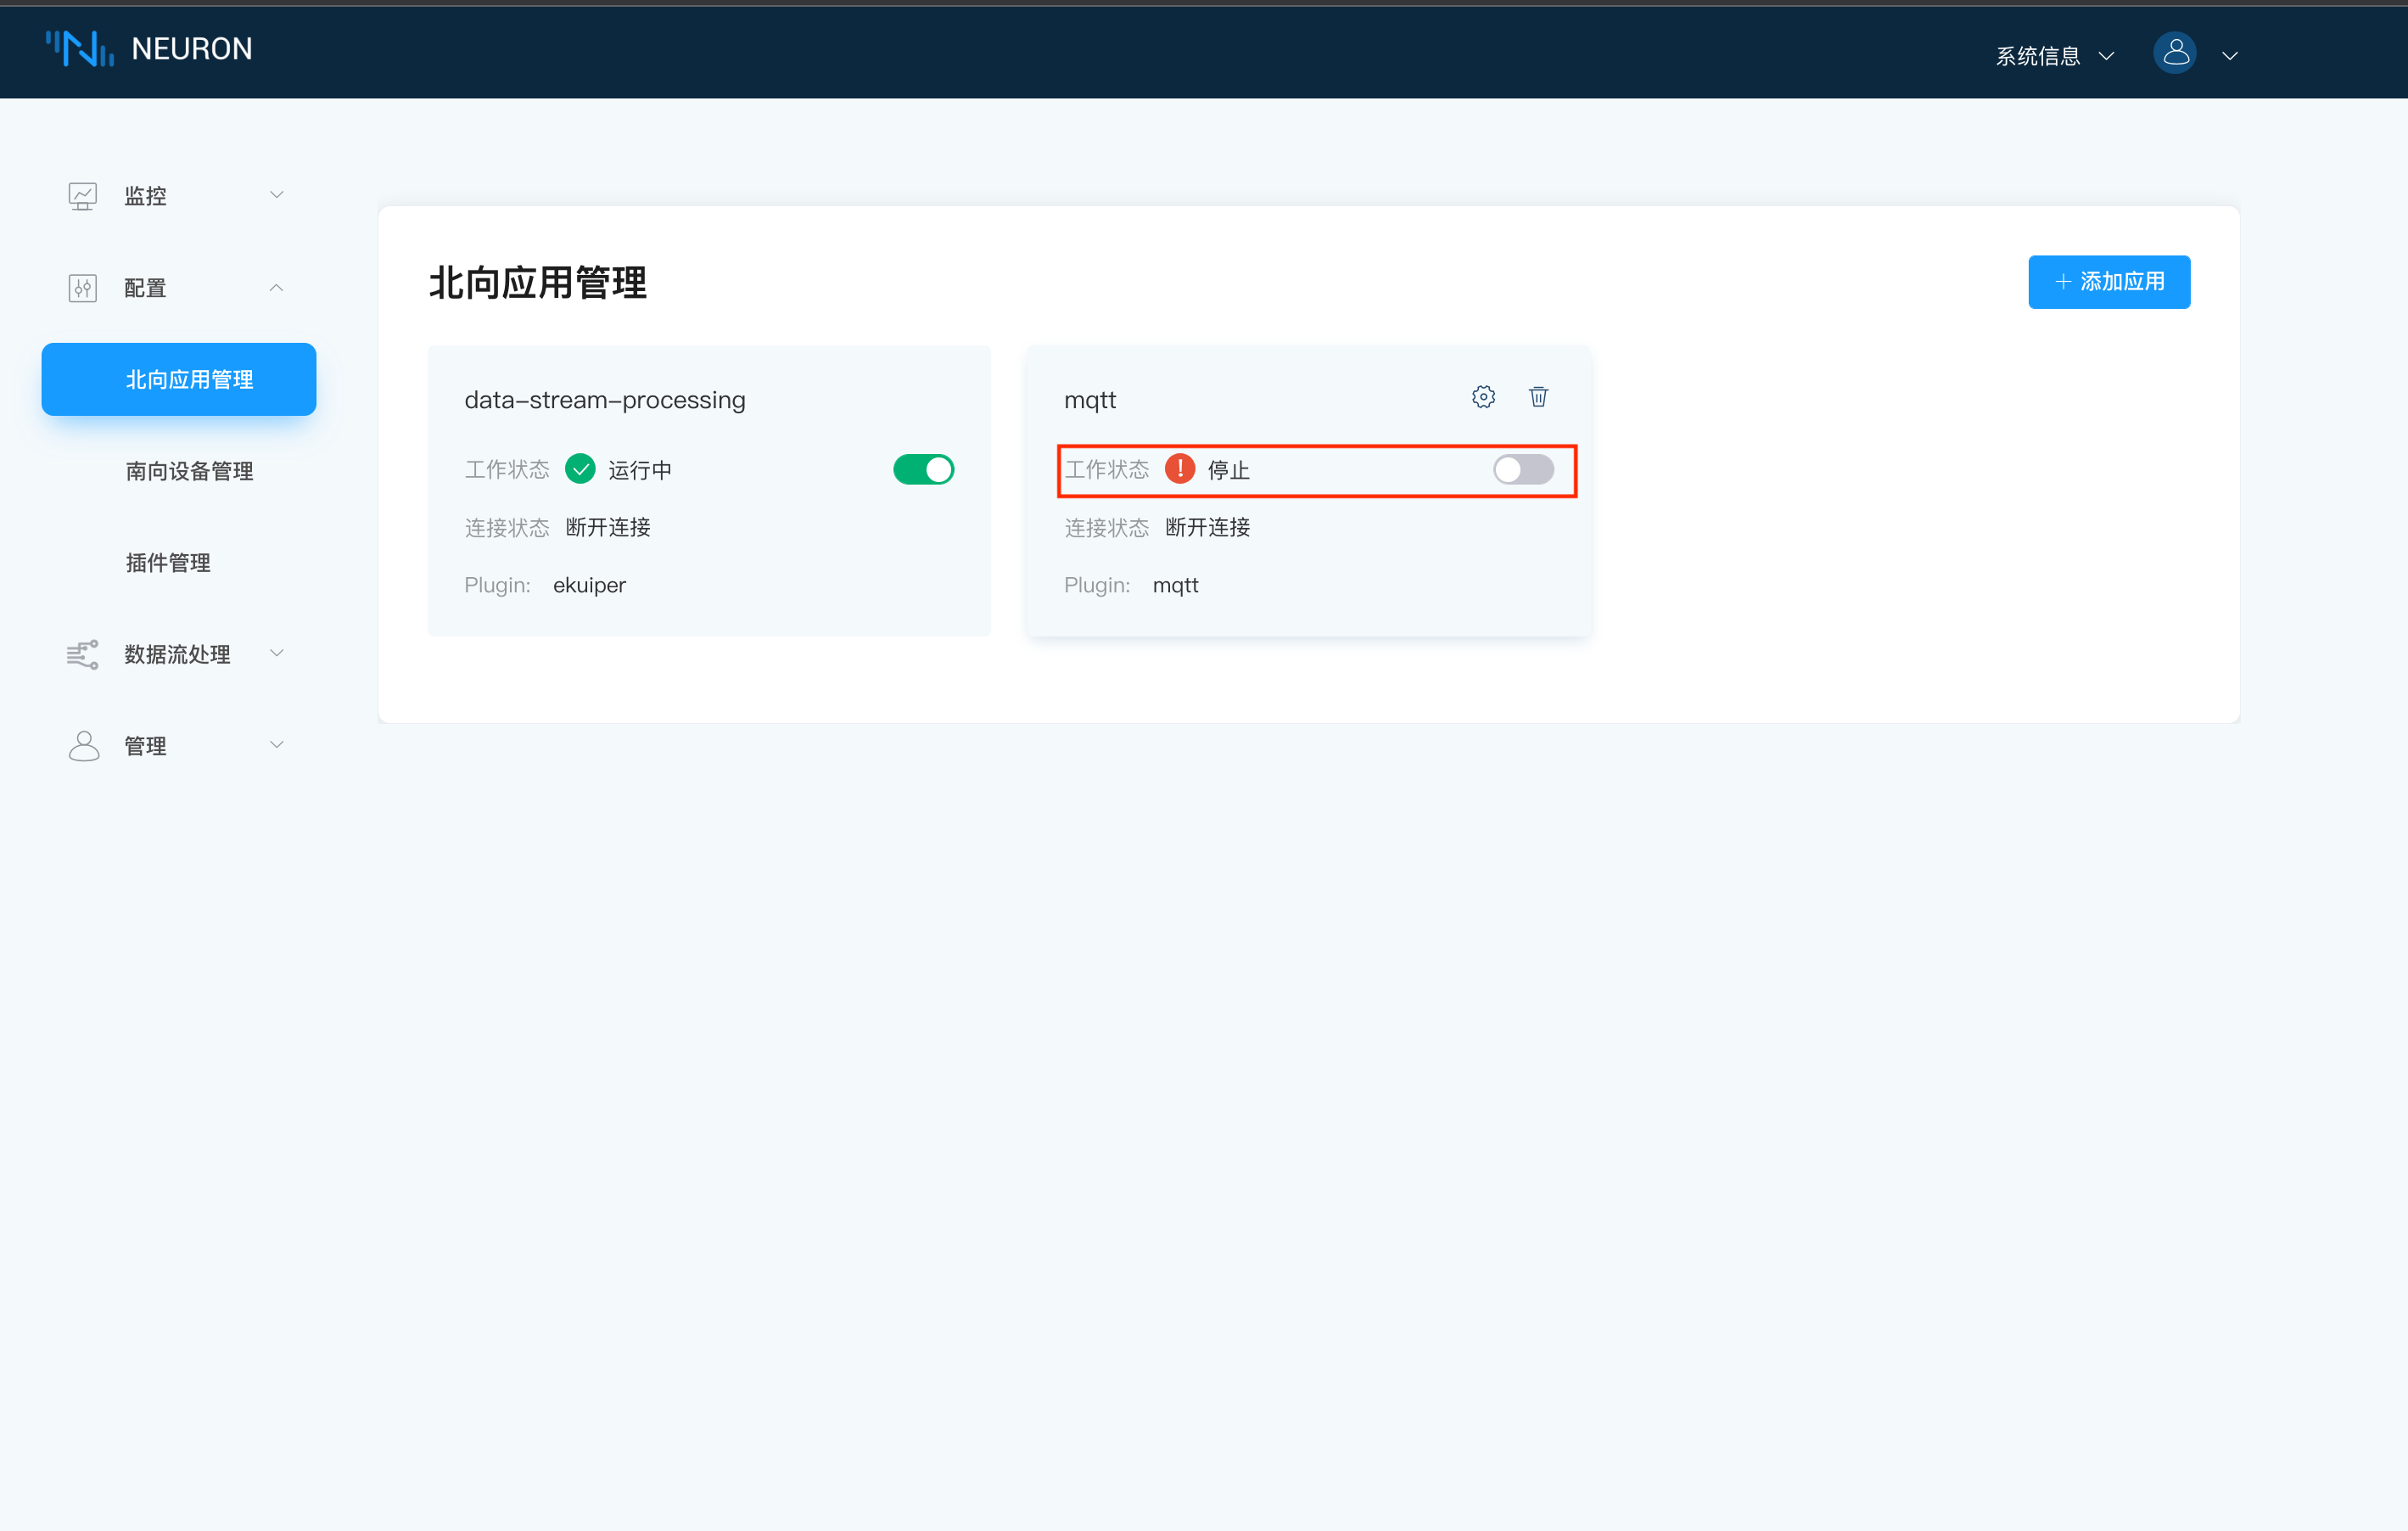 NEURON
系统信息
监控
配置
北向应用管理
南向设备管理
插件管理
数据流处理
管理
北向应用管理
添加应用
data-stream-processing
工作状态 运行中
连接状态 断开连接
Plugin: ekuiper
mqtt
工作状态 停止
连接状态 断开连接
Plugin: mqtt